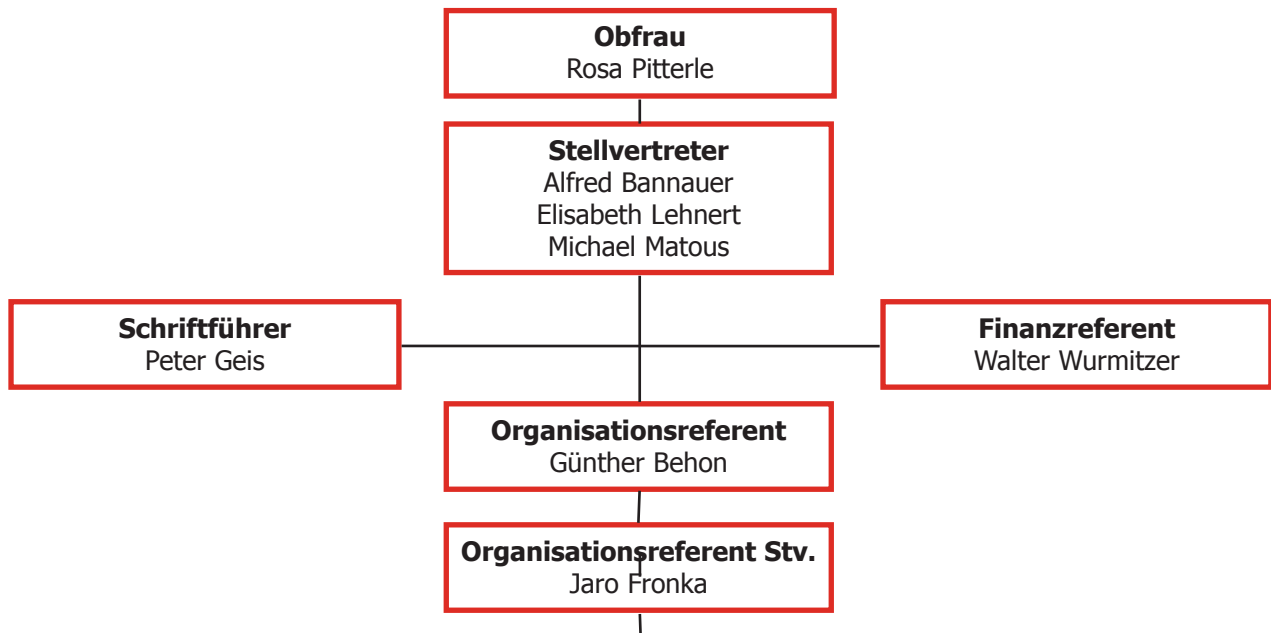 Obfrau
Rosa Pitterle
Stellvertreter
Alfred Bannauer
Elisabeth Lehnert
Michael Matous
Schriftführer
Peter Geis
Finanzreferent
Walter Wurmitzer
Organisationsreferent
Günther Behon
Organisationsreferent Stv.
Jaro Fronka